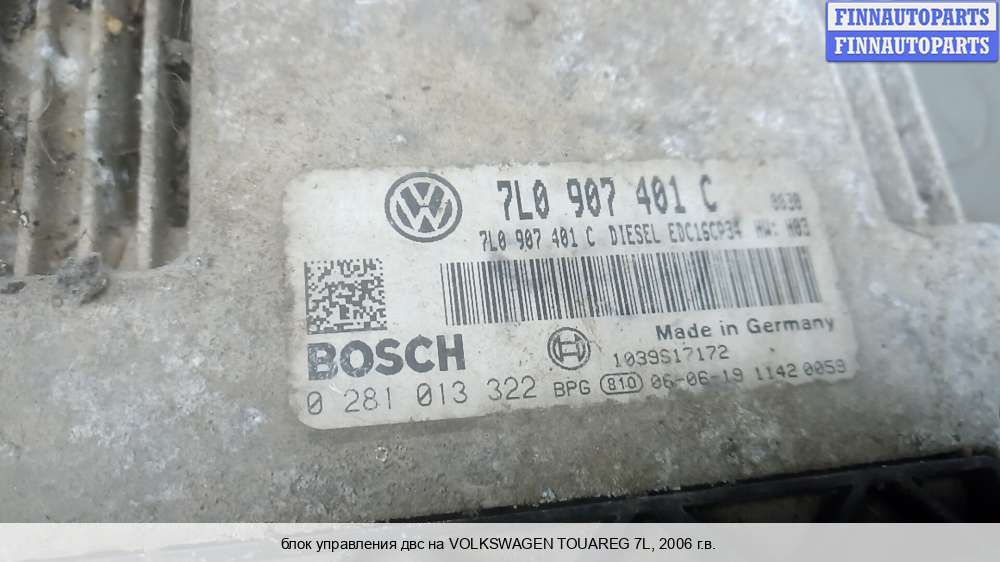 FINNAUTOPARTS
FINNAUTOPARTS
7L0 907 401 C
7L0 907 401 C DIESEL EDC16CP34 HW: H03
Made in Germany
BOSCH
1039S17172
0 281 013 322 BPG 810 06-06-19 1142 0059
блок управления двс на VOLKSWAGEN TOUAREG 7L, 2006 г.в.